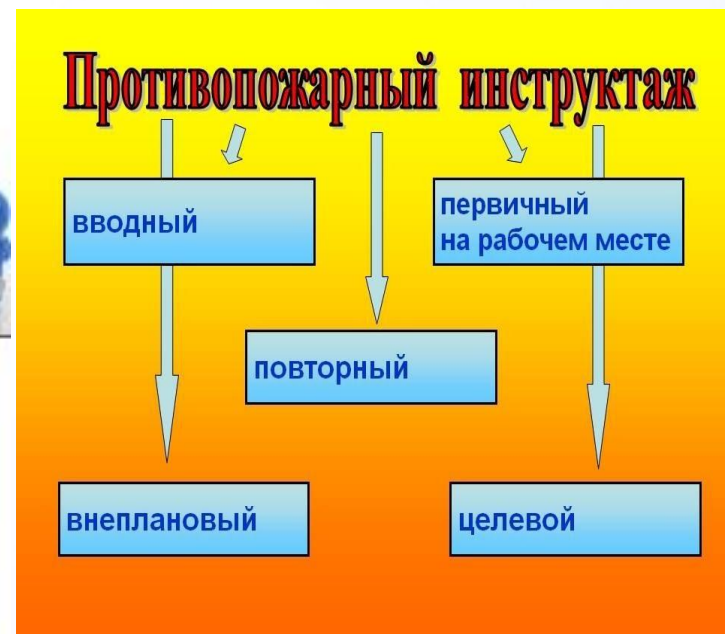 Противопожарный инструктаж
вводный
первичный
на рабочем месте
повторный
внеплановый
целевой